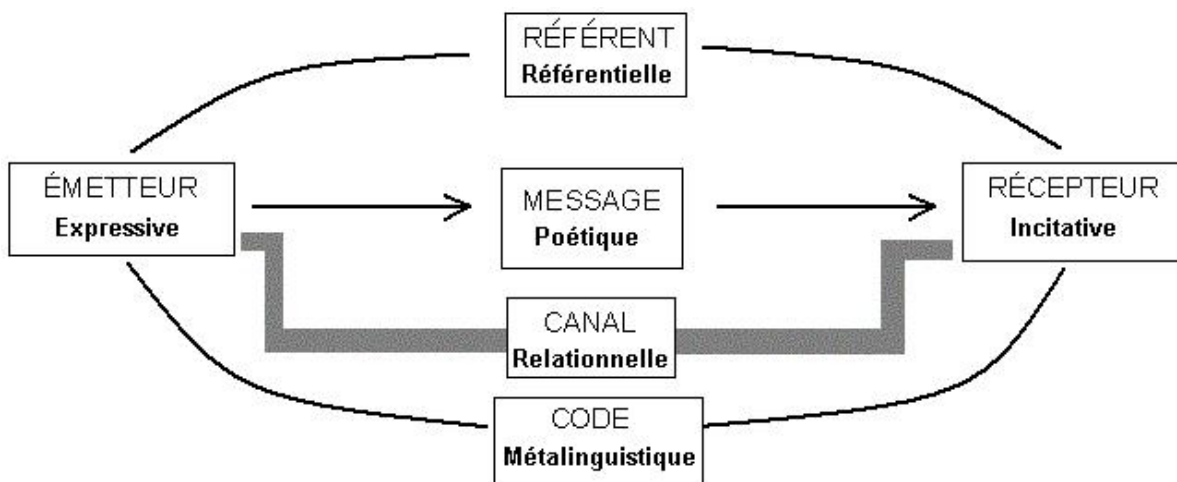 RÉFÉRENT
Référentielle
ÉMETTEUR
Expressive
MESSAGE
Poétique
RÉCEPTEUR
Incitative
CANAL
Relationnelle
CODE
Métalinguistique